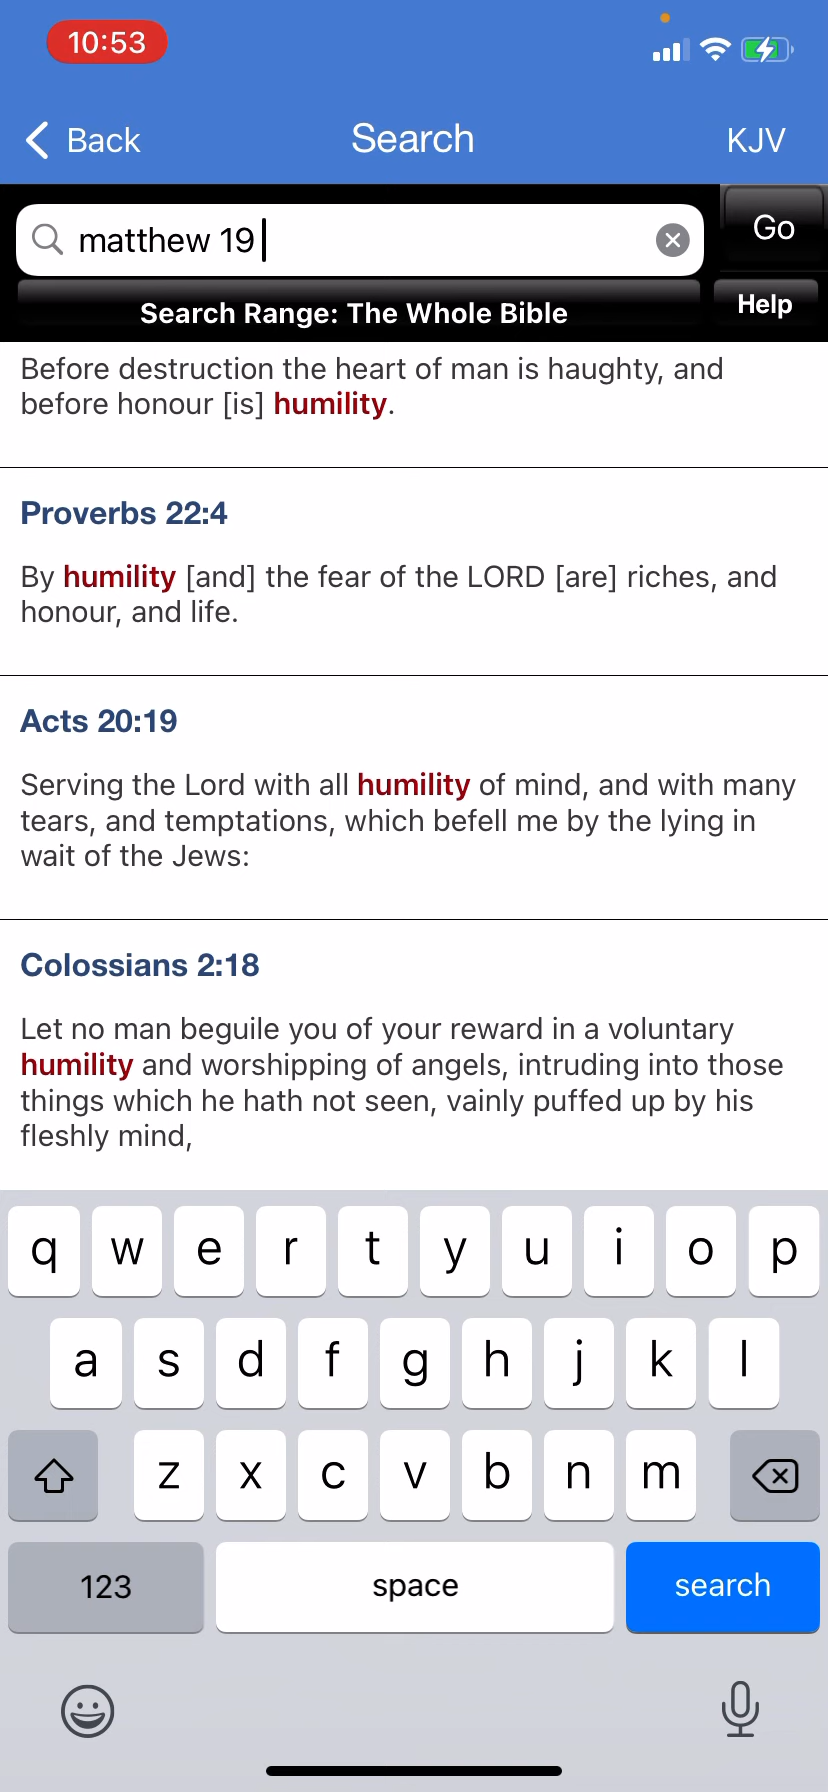 10:53
Back
Search
KJV
matthew 19
Go
Search Range: The Whole Bible
Help
Before destruction the heart of man is haughty, and
before honour [is] humility.
Proverbs 22:4
By humility [and] the fear of the LORD [are] riches, and
honour, and life.
Acts 20:19
Serving the Lord with all humility of mind, and with many
tears, and temptations, which befell me by the lying in
wait of the Jews:
Colossians 2:18
Let no man beguile you of your reward in a voluntary
humility and worshipping of angels, intruding into those
things which he hath not seen, vainly puffed up by his
fleshly mind,
q w e r t y u i o p
a s d f g h j k l
z x c v b n m
123 space search